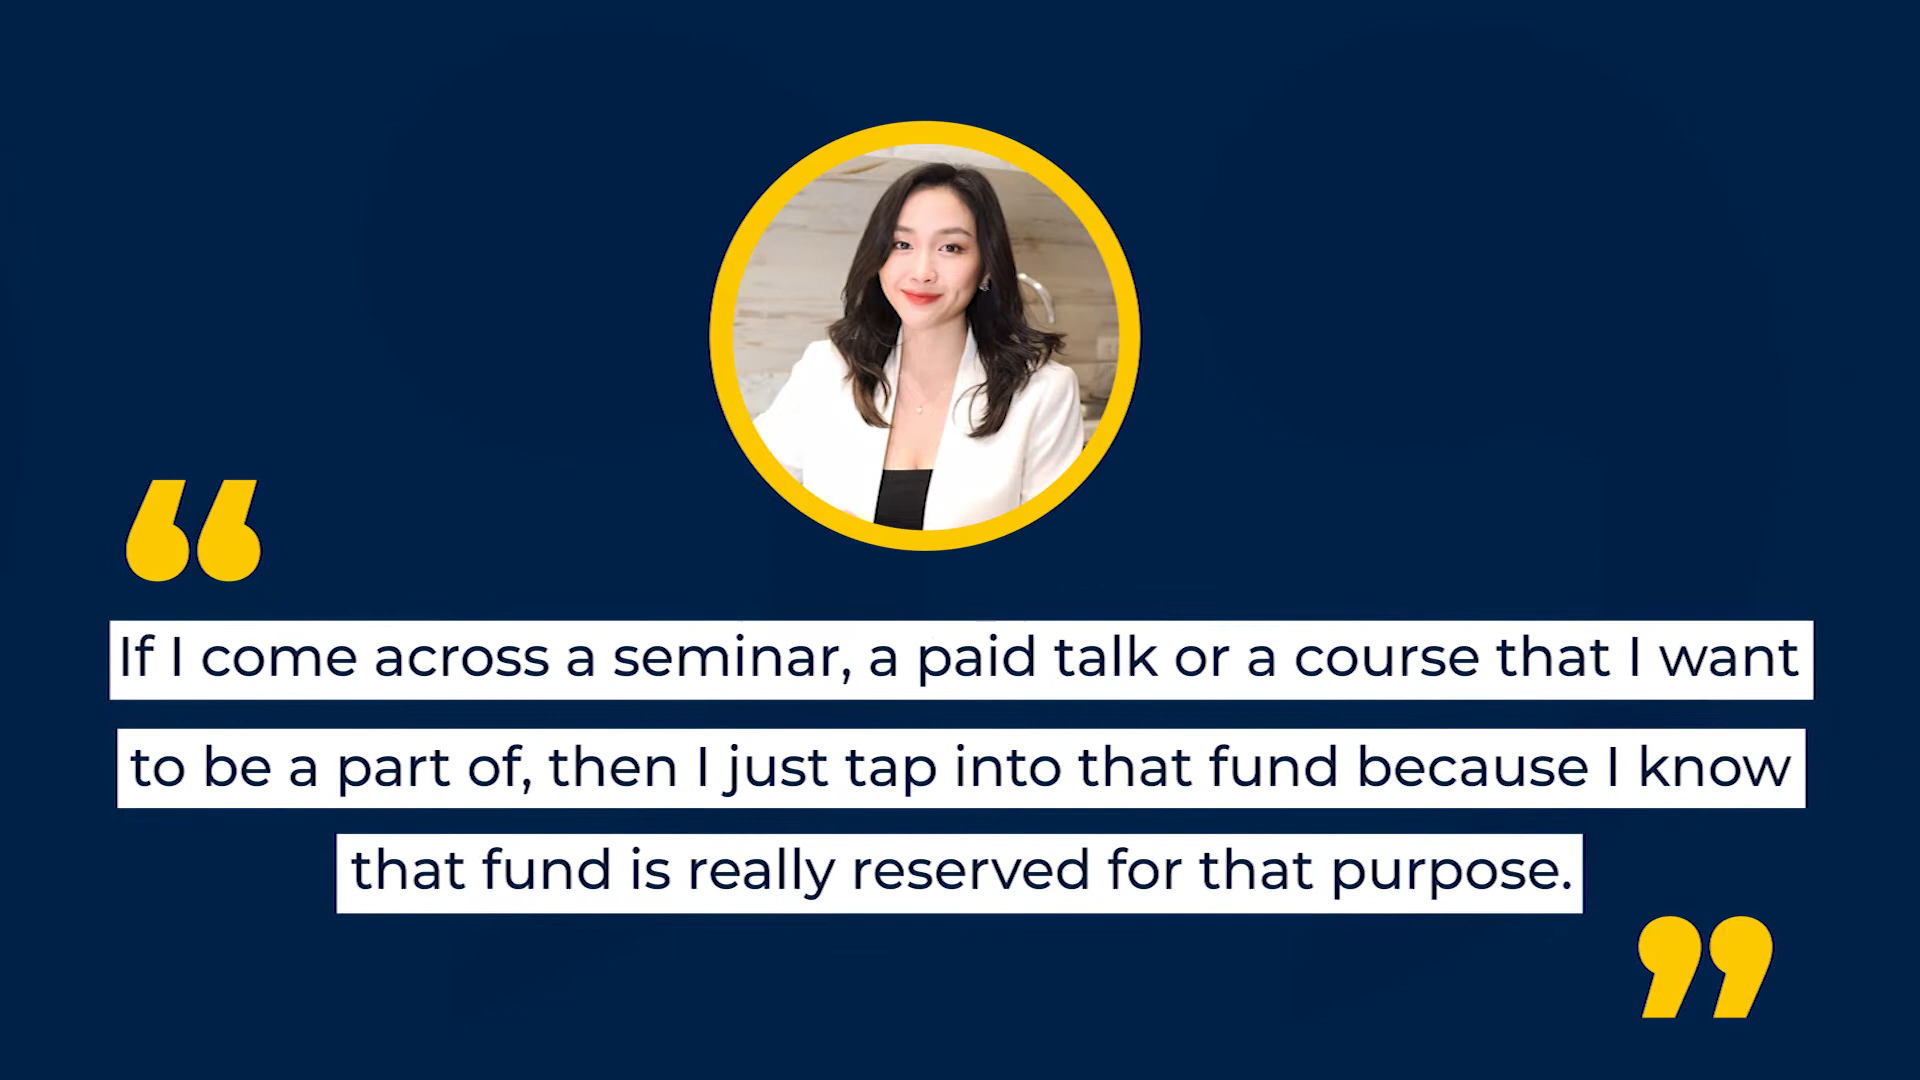 “
If I come across a seminar, a paid talk or a course that I want
to be a part of, then I just tap into that fund because I know
that fund is really reserved for that purpose.
”